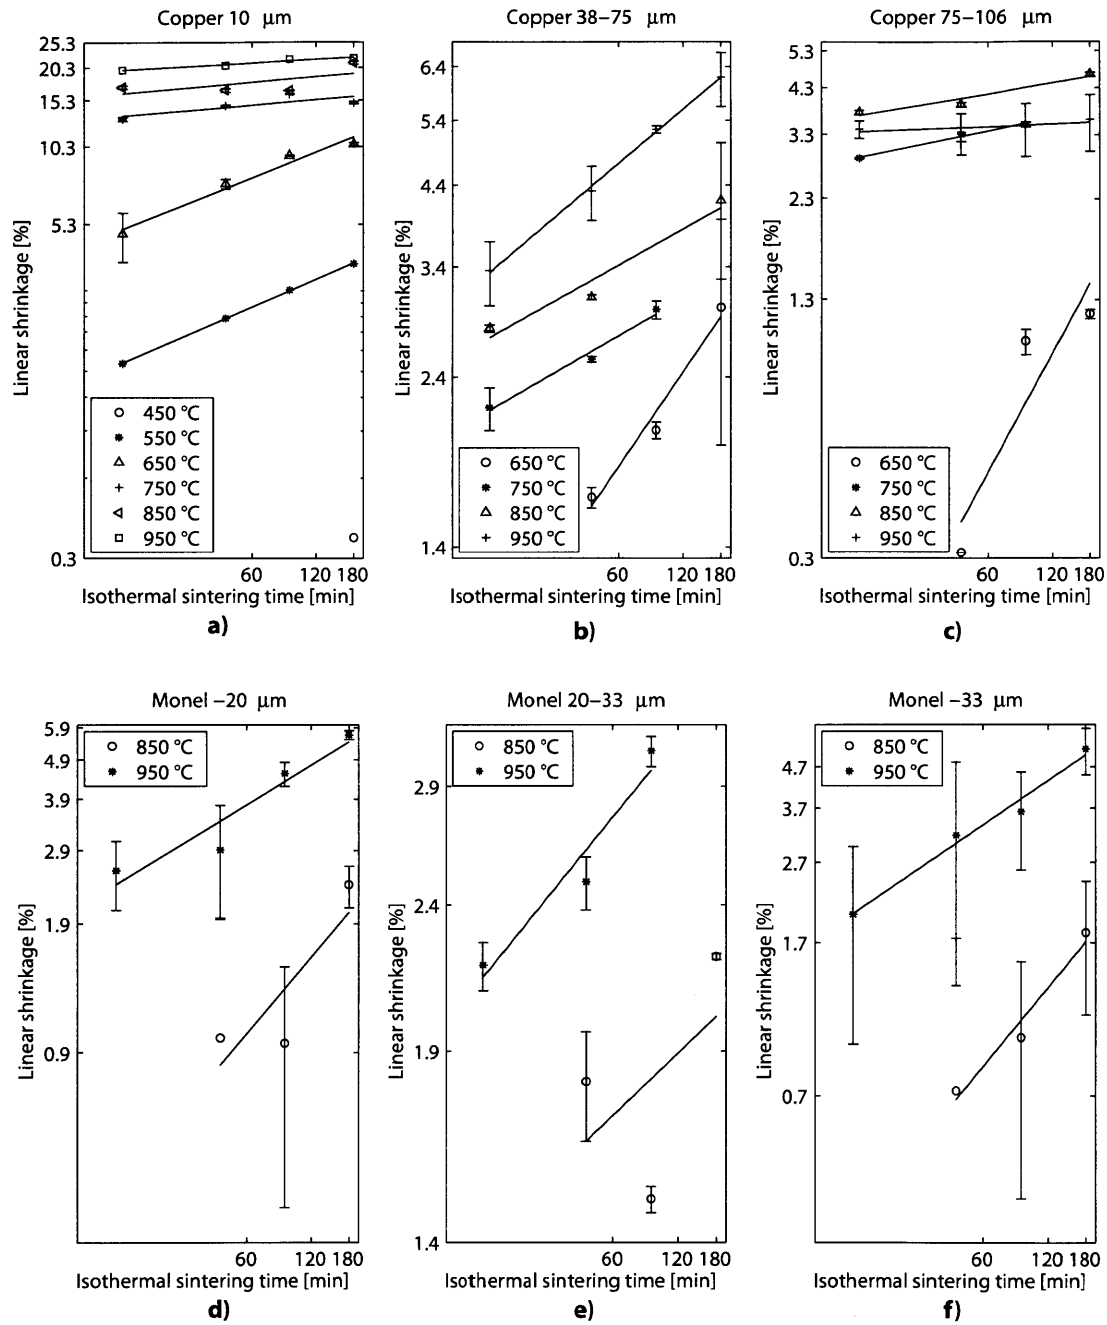 Copper 10 μm
25.3
20.3
15.3
10.3
5.3
0.3
Linear shrinkage [%]
450 °C
550 °C
650 °C
750 °C
850 °C
950 °C
60 120 180
Isothermal sintering time [min]
a)
Copper 38–75 μm
6.4
5.4
4.4
3.4
2.4
1.4
Linear shrinkage [%]
650 °C
750 °C
850 °C
950 °C
60 120 180
Isothermal sintering time [min]
b)
Copper 75–106 μm
5.3
4.3
3.3
2.3
1.3
0.3
Linear shrinkage [%]
650 °C
750 °C
850 °C
950 °C
60 120 180
Isothermal sintering time [min]
c)
Monel –20 μm
5.9
4.9
3.9
2.9
1.9
0.9
Linear shrinkage [%]
850 °C
950 °C
60 120 180
Isothermal sintering time [min]
d)
Monel 20–33 μm
2.9
2.4
1.9
1.4
Linear shrinkage [%]
850 °C
950 °C
60 120 180
Isothermal sintering time [min]
e)
Monel –33 μm
4.7
3.7
2.7
1.7
0.7
Linear shrinkage [%]
850 °C
950 °C
60 120 180
Isothermal sintering time [min]
f)